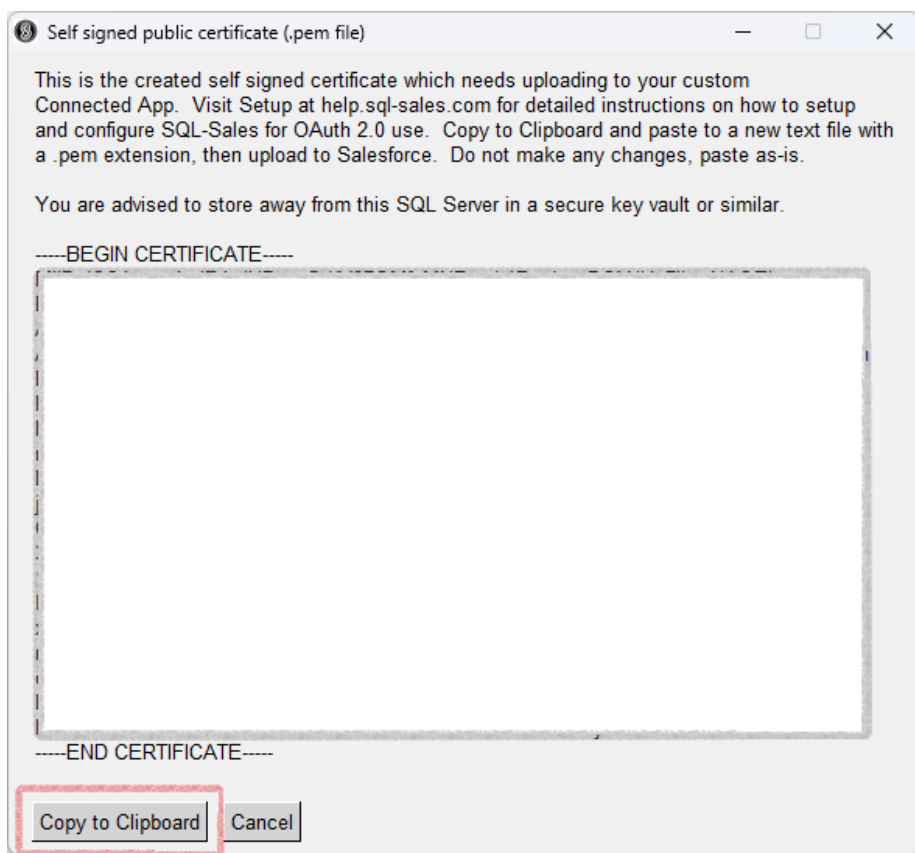 Self signed public certificate (.pem file)
This is the created self signed certificate which needs uploading to your custom
Connected App.  Visit Setup at help.sql-sales.com for detailed instructions on how to setup
and configure SQL-Sales for OAuth 2.0 use.  Copy to Clipboard and paste to a new text file with
a .pem extension, then upload to Salesforce.  Do not make any changes, paste as-is.
You are advised to store away from this SQL Server in a secure key vault or similar.
-----BEGIN CERTIFICATE-----
-----END CERTIFICATE-----
Copy to Clipboard Cancel